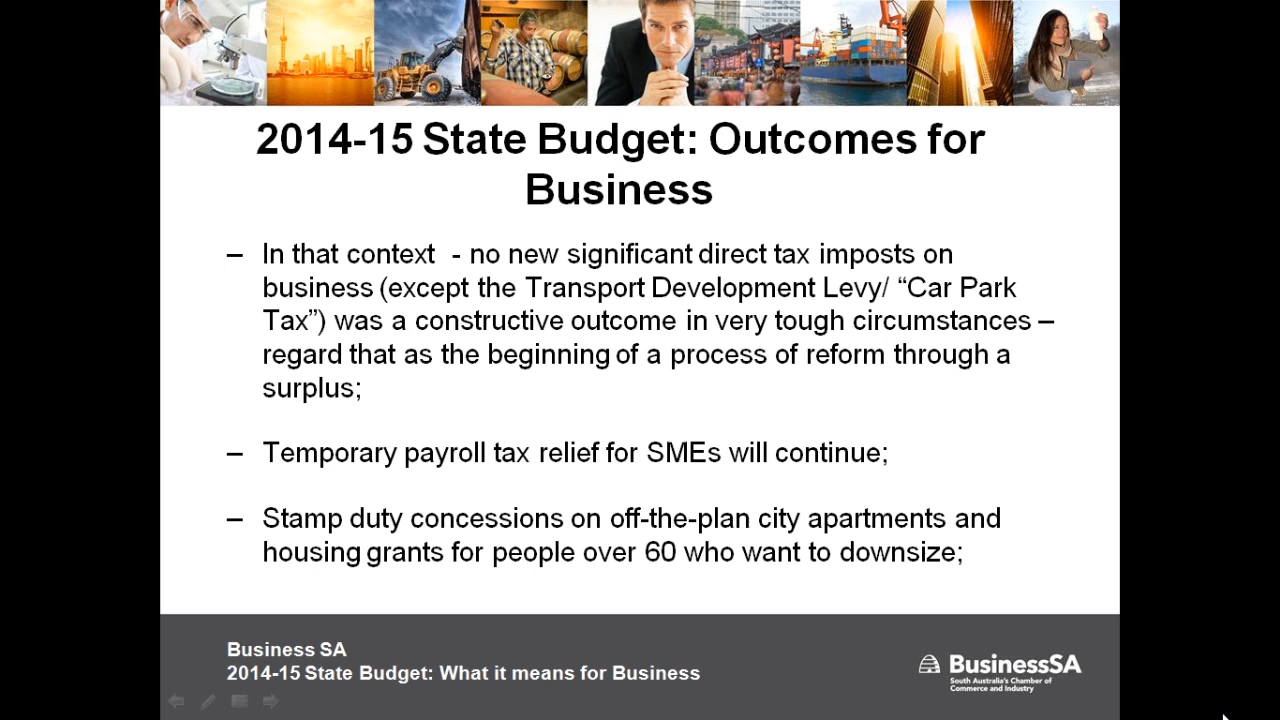 2014-15 State Budget: Outcomes for
Business
– In that context - no new significant direct tax imposts on
business (except the Transport Development Levy/ “Car Park
Tax”) was a constructive outcome in very tough circumstances –
regard that as the beginning of a process of reform through a
surplus;
– Temporary payroll tax relief for SMEs will continue;
– Stamp duty concessions on off-the-plan city apartments and
housing grants for people over 60 who want to downsize;
Business SA
2014-15 State Budget: What it means for Business
BusinessSA
South Australia's Chamber of
Commerce and Industry